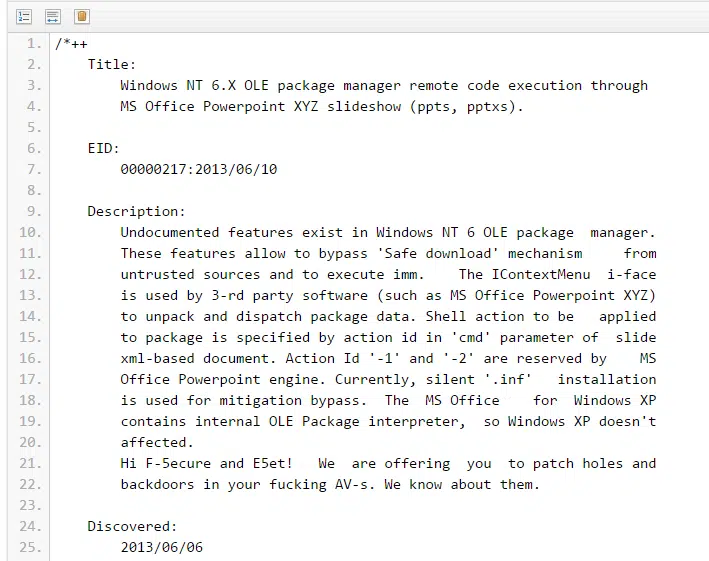 1. /*++
2. Title:
3. Windows NT 6.X OLE package manager remote code execution through
4. MS Office Powerpoint XYZ slideshow (ppts, pptxs).
5.
6. EID:
7. 00000217:2013/06/10
8.
9. Description:
10. Undocumented features exist in Windows NT 6 OLE package manager.
11. These features allow to bypass 'Safe download' mechanism from
12. untrusted sources and to execute imm. The IContextMenu i-face
13. is used by 3-rd party software (such as MS Office Powerpoint XYZ)
14. to unpack and dispatch package data. Shell action to be applied
15. to package is specified by action id in 'cmd' parameter of slide
16. xml-based document. Action Id '-1' and '-2' are reserved by MS
17. Office Powerpoint engine. Currently, silent '.inf' installation
18. is used for mitigation bypass. The MS Office for Windows XP
19. contains internal OLE Package interpreter, so Windows XP doesn't
20. affected.
21. Hi F-5ecure and E5et! We are offering you to patch holes and
22. backdoors in your fucking AV-s. We know about them.
23.
24. Discovered:
25. 2013/06/06